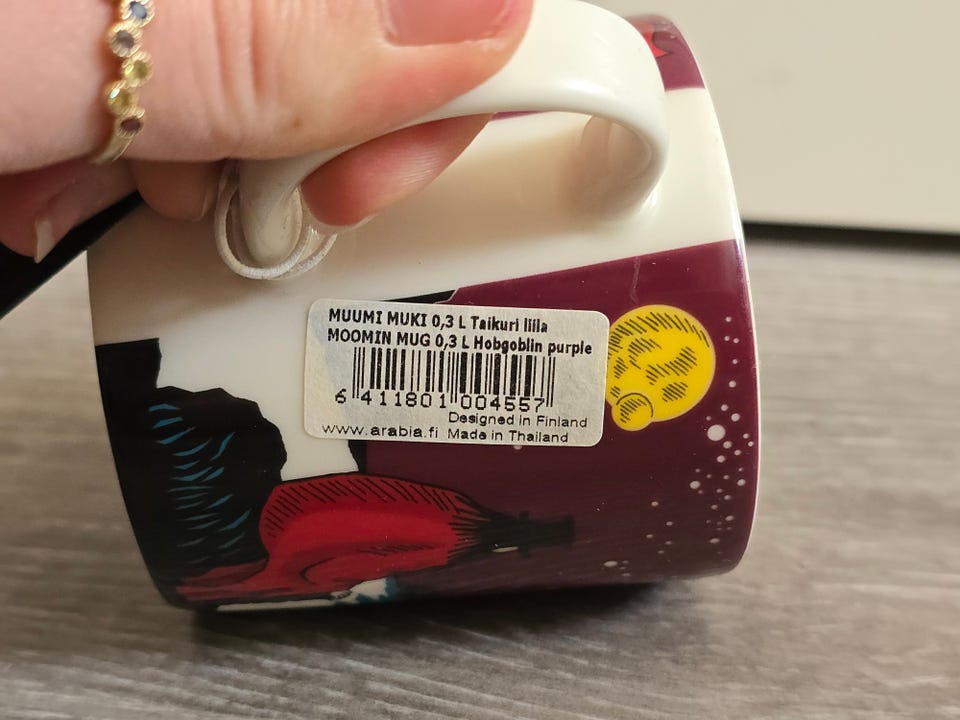 MUUMI MUKI 0,3 L Taikuri liila
MOOMIN MUG 0,3 L Hobgoblin purple
6 411801 004557
Designed in Finland
www.arabia.fi Made in Thailand